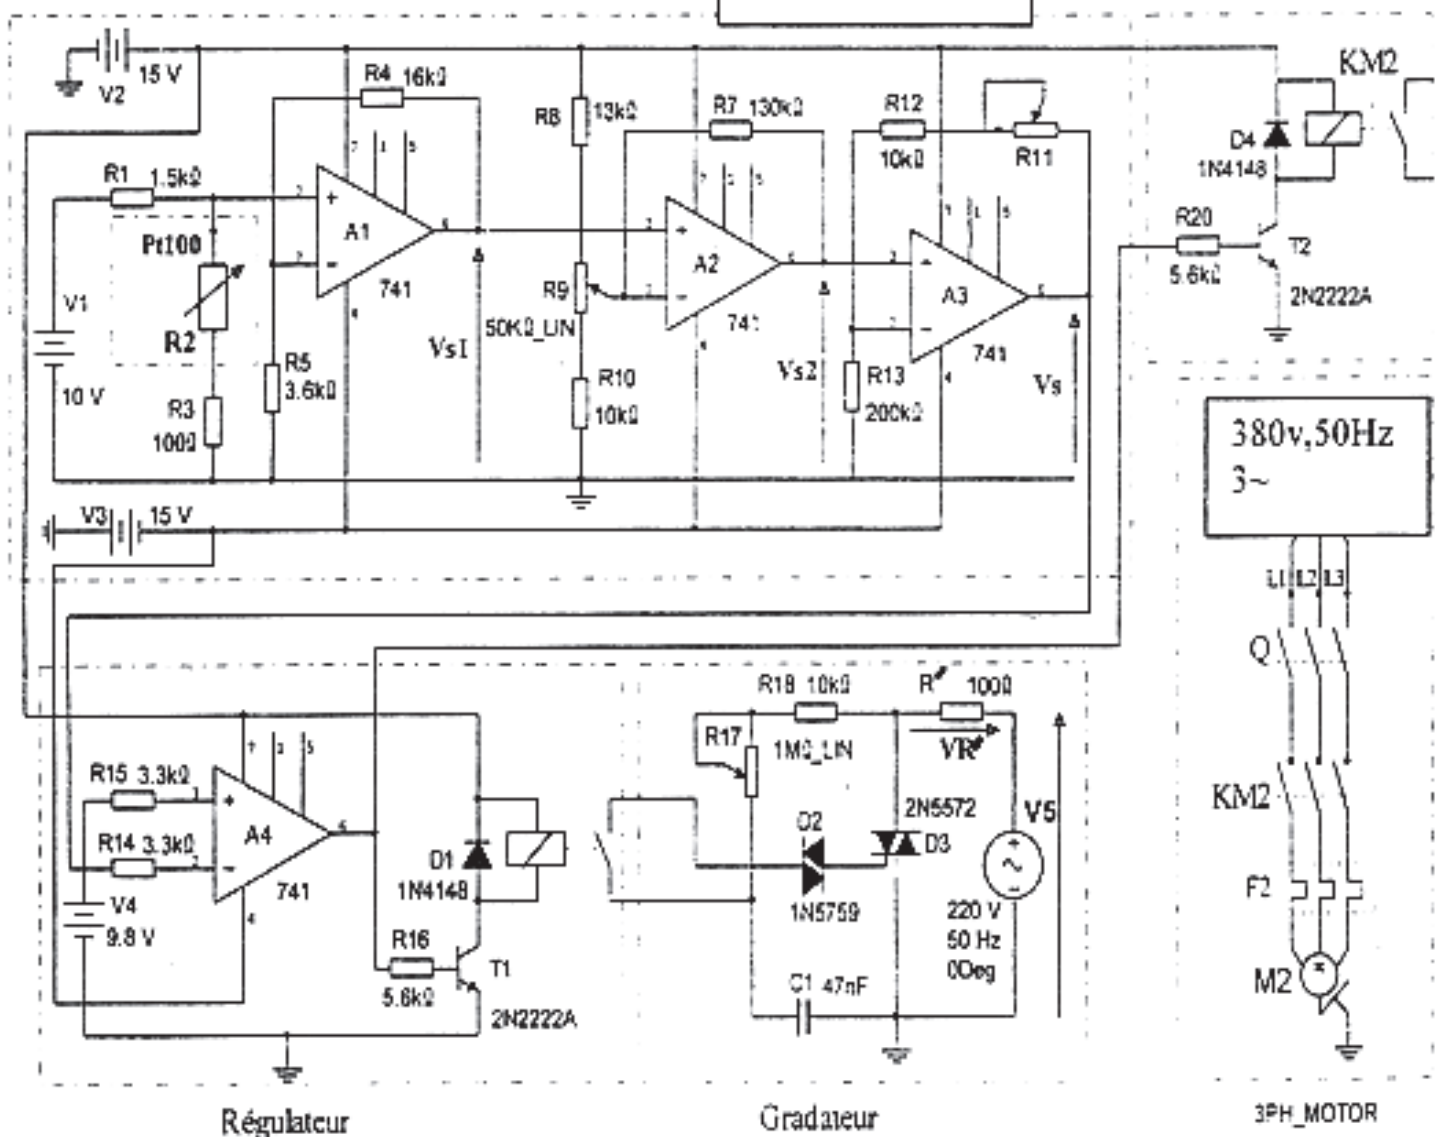 15 V
V2
R4 16kΩ
R8 13kΩ
R7 130kΩ
R12
10kΩ
R11
KM2
D4
1N4148
R1 1.5kΩ
Pt100
R2
V1
10 V
A1
741
R5
3.6kΩ
R3
100Ω
Vs1
R9
50KΩ_LIN
R10
10kΩ
A2
741
Vs2
A3
741
R13
200kΩ
Vs
R20
5.6kΩ
T2
2N2222A
380v,50Hz
3~
V3 15 V
L1 L2 L3
Q
KM2
F2
M2
3PH_MOTOR
R15 3.3kΩ
R14 3.3kΩ
A4
741
V4
9.8 V
D1
1N4148
R16
5.6kΩ
T1
2N2222A
R18 10kΩ
R17
1MΩ_LIN
100Ω
2N5572
D3
1N5759
V5
220 V
50 Hz
0Deg
C1 47nF
Régulateur
Gradateur